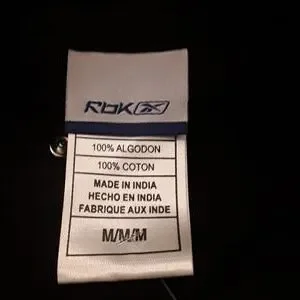 RbK
100% ALGODON
100% COTON
MADE IN INDIA
HECHO EN INDIA
FABRIQUE AUX INDE
M/M/M